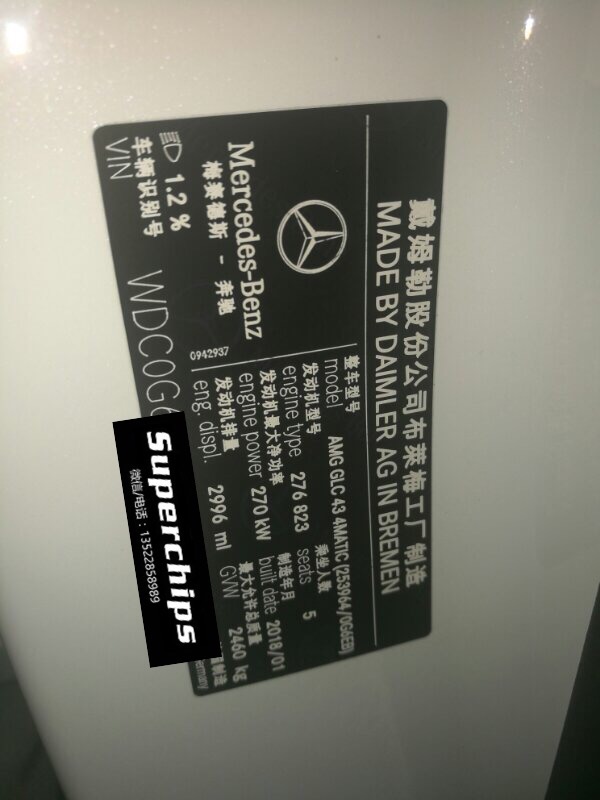 戴姆勒股份公司布莱梅工厂制造
MADE BY DAIMLER AG IN BREMEN
Mercedes-Benz
梅赛德斯-奔驰
1.2 %
车辆识别号
VIN WDC0G6
0942937
整车型号
model AMG GLC 43 4MATIC (253964/0G6EB)
发动机型号 乘坐人数
engine type 276 823 seats 5
发动机最大净功率 制造年月
engine power 270 kW built date 2018/01
发动机排量 最大允许总质量
eng. displ. 2996 ml GVW 2460 kg
制造
Germany
Superchips
微信/电话:13522858989